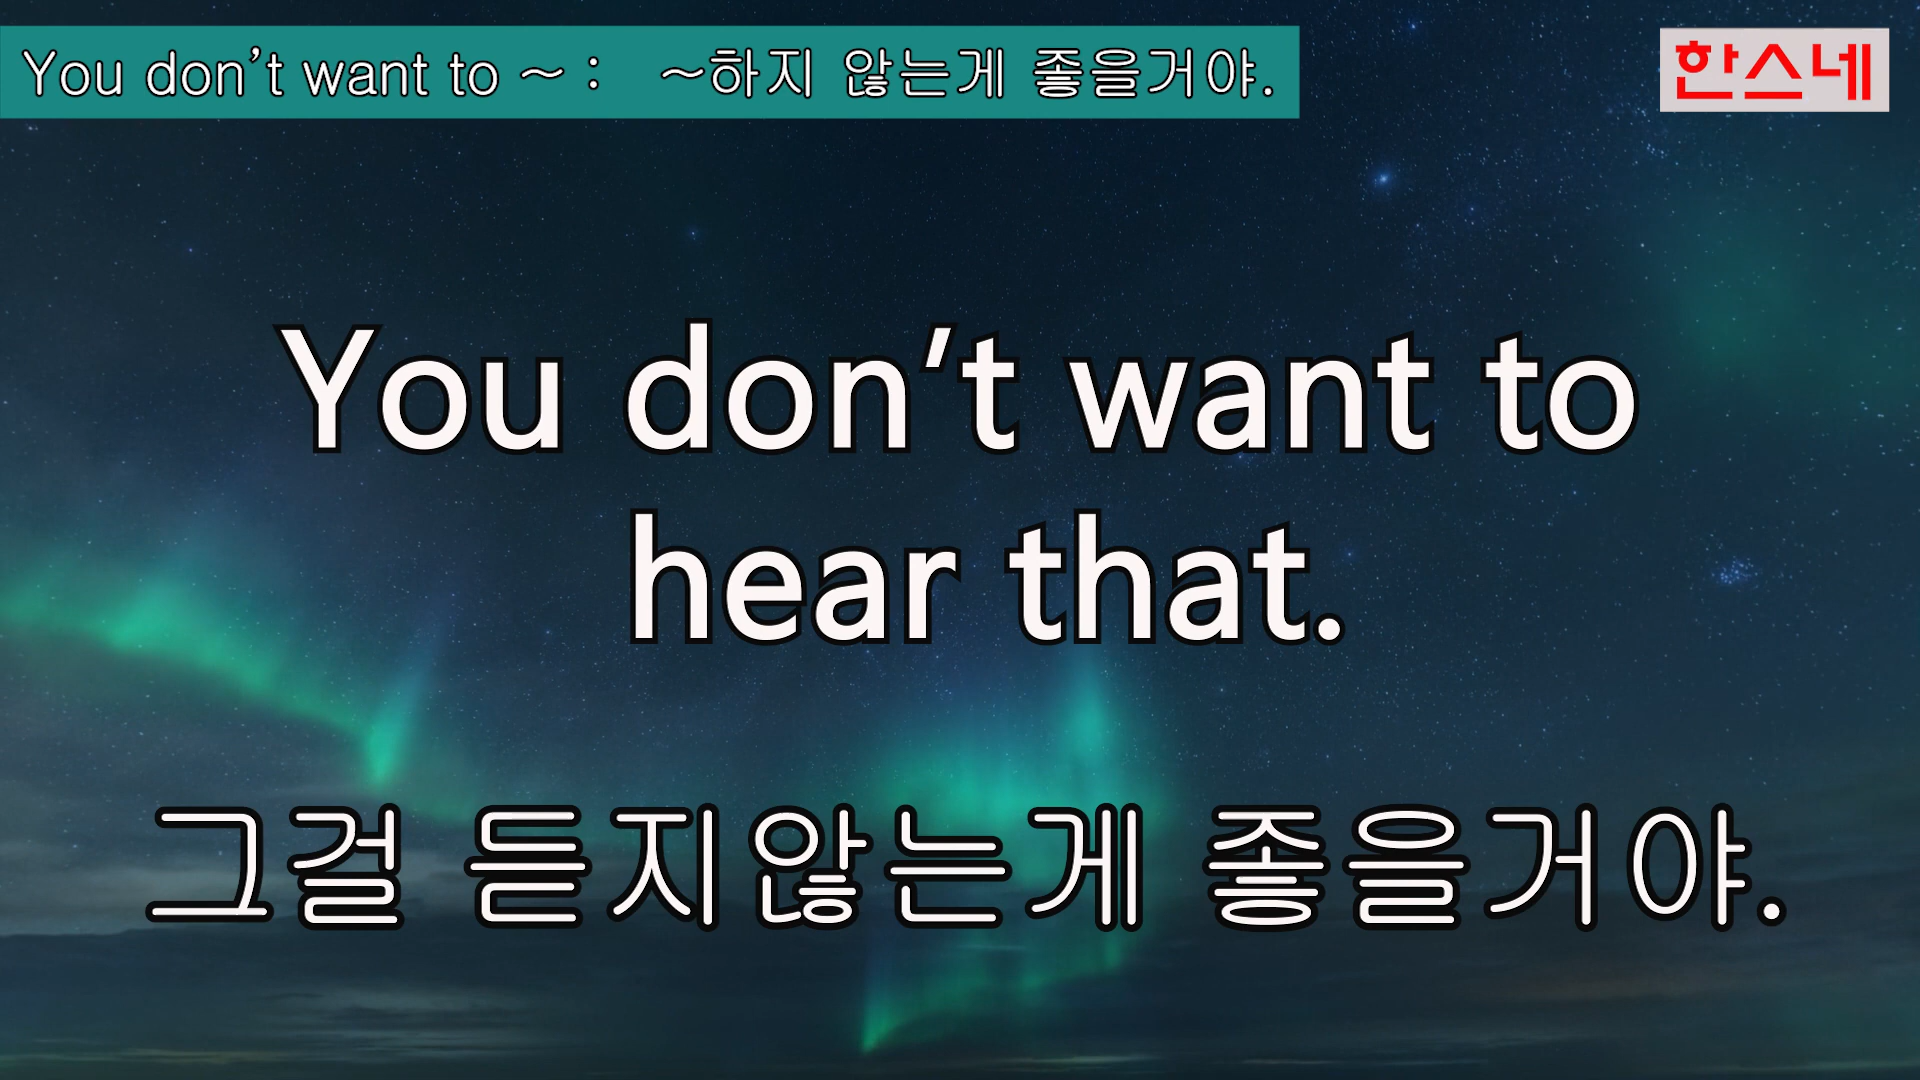 You don’t want to ~ : ~하지 않는게 좋을거야.
한스네
You don’t want to
hear that.
그걸 듣지않는게 좋을거야.